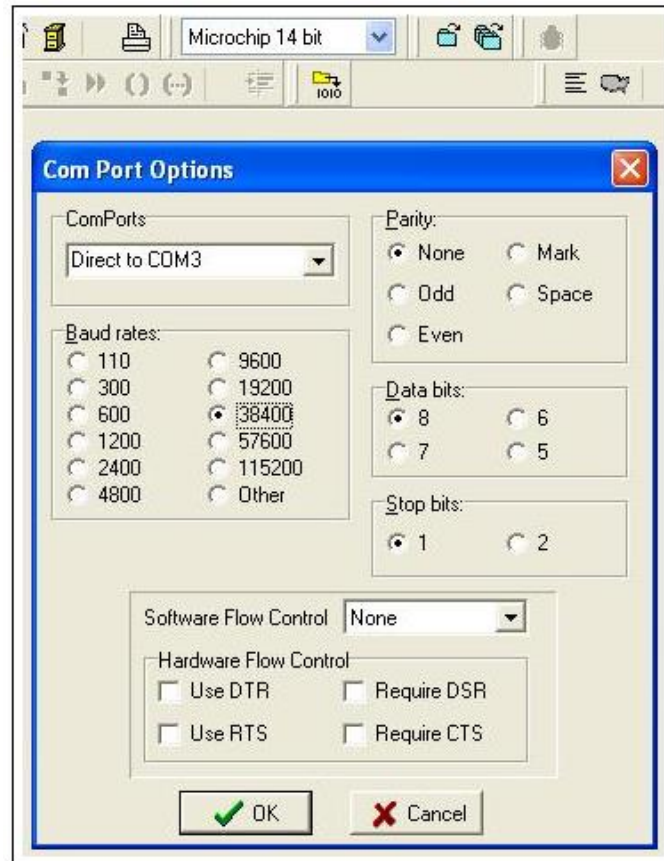 Microchip 14 bit
1010
Com Port Options
ComPorts
Direct to COM3
Baud rates:
110
300
600
1200
2400
4800
9600
19200
38400
57600
115200
Other
Parity:
None
Mark
Odd
Space
Even
Data bits:
8
6
7
5
Stop bits:
1
2
Software Flow Control None
Hardware Flow Control
Use DTR
Require DSR
Use RTS
Require CTS
OK
Cancel